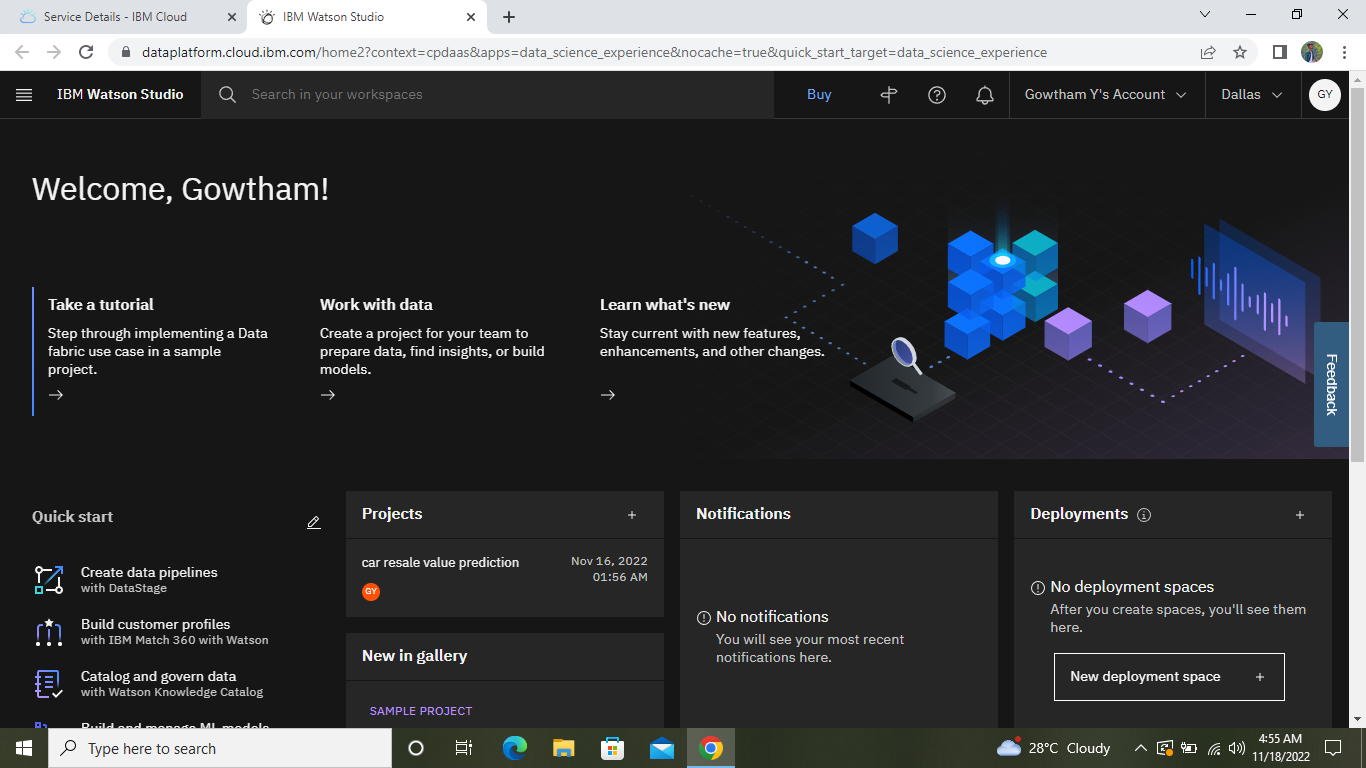 Service Details - IBM Cloud
IBM Watson Studio
dataplatform.cloud.ibm.com/home2?context=cpdaas&apps=data_science_experience&nocache=true&quick_start_target=data_science_experience
IBM Watson Studio
Search in your workspaces
Buy
Gowtham Y's Account
Dallas
GY
Welcome, Gowtham!
Take a tutorial
Step through implementing a Data
fabric use case in a sample
project.
Work with data
Create a project for your team to
prepare data, find insights, or build
models.
Learn what's new
Stay current with new features,
enhancements, and other changes.
Feedback
Quick start
Create data pipelines
with DataStage
Build customer profiles
with IBM Match 360 with Watson
Catalog and govern data
with Watson Knowledge Catalog
Build and manage ML models
Projects
car resale value prediction
Nov 16, 2022
01:56 AM
GY
New in gallery
SAMPLE PROJECT
Notifications
No notifications
You will see your most recent
notifications here.
Deployments
No deployment spaces
After you create spaces, you'll see them
here.
New deployment space
Type here to search
28°C Cloudy
4:55 AM
11/18/2022